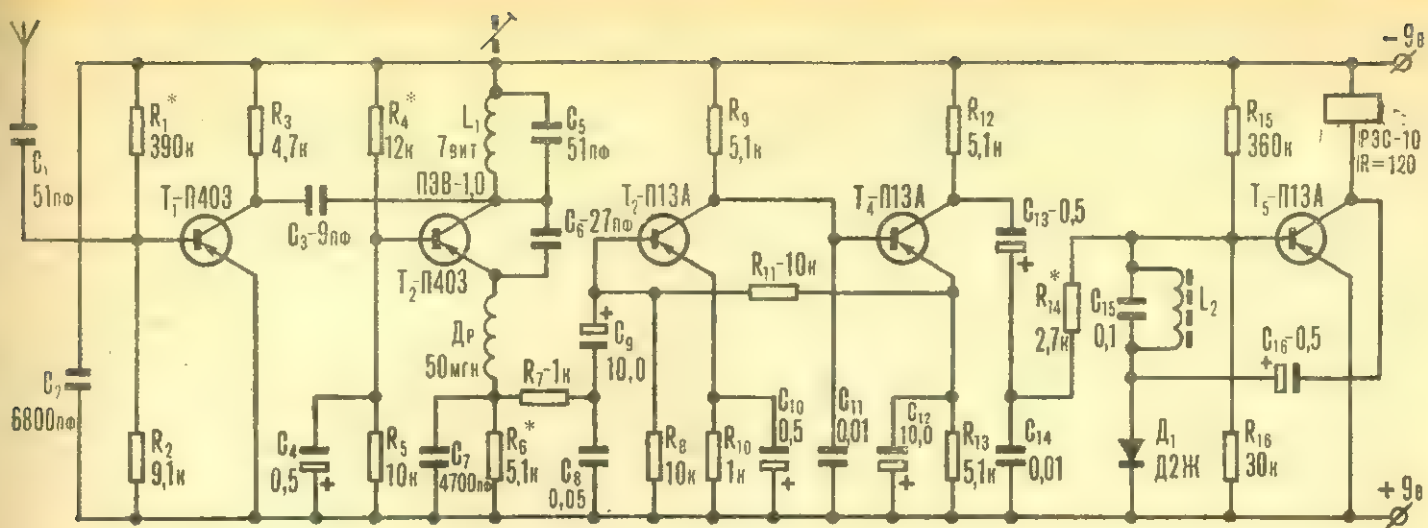 - 9в
R₁*
390к
R₃
4,7к
R₄*
12к
L₁
7вит
ПЭВ-1,0
C₅
51пф
R₉
5,1к
R₁₂
5,1к
R₁₅
360к
РЭС-10
R=120
C₁
51пф
T₁-П403
C₃-9пф
C₆-27пф
T₂-П403
T₂-П13А
R₁₁-10к
T₄-П13А
C₁₃-0,5
+
R₁₄*
2,7к
C₁₅
0,1
L₂
T₅-П13А
C₁₆-0,5
+
Др
50мгн
+
C₉
10,0
R₇-1к
C₂
6800пф
R₂
9,1к
C₄
0,5
+
R₅
10к
C₇
4700пф
R₆*
5,1к
C₈
0,05
R₈
10к
R₁₀
1к
C₁₀
0,5
+
C₁₁
0,01
C₁₂
10,0
+
R₁₃
5,1к
C₁₄
0,01
Д₁
Д2Ж
R₁₆
30к
+ 9в